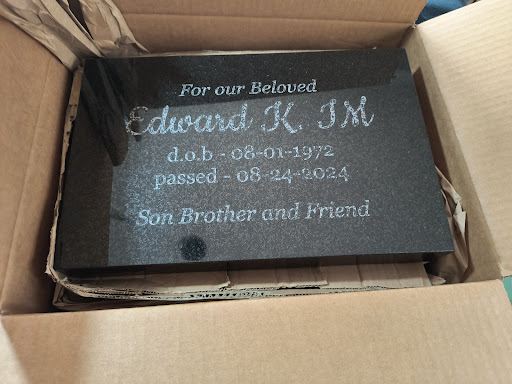 For our Beloved
Edward K. IM
d.o.b - 08-01-1972
passed - 08-24-2024
Son Brother and Friend